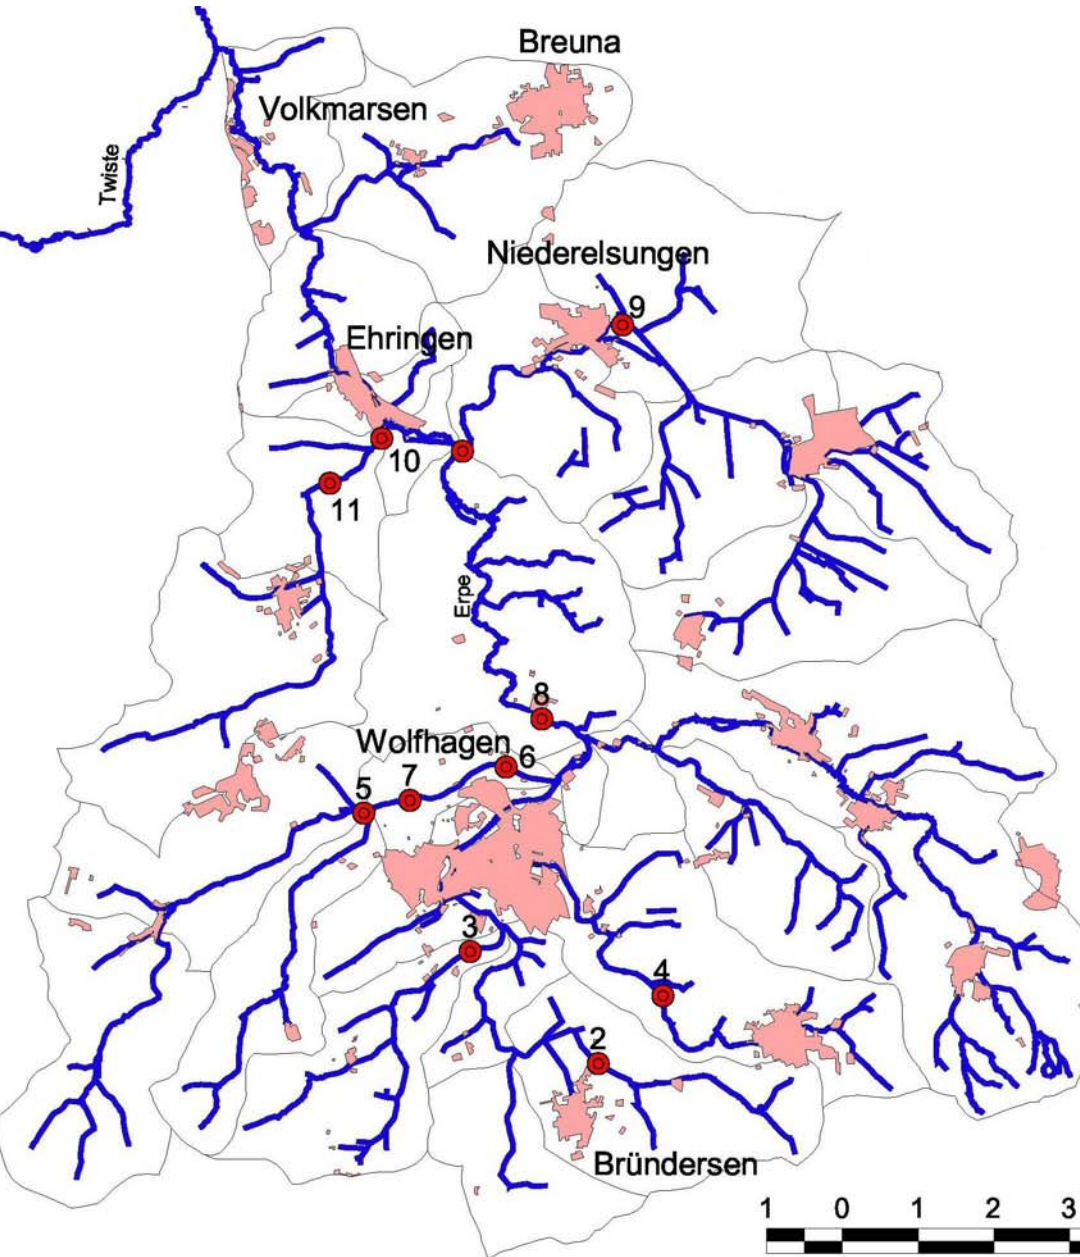 Breuna
Volkmarsen
Twiste
Niederelsungen
9
Ehringen
10
11
Erpe
8
Wolfhagen
6
7
5
3
4
2
Bründersen
1 0 1 2 3